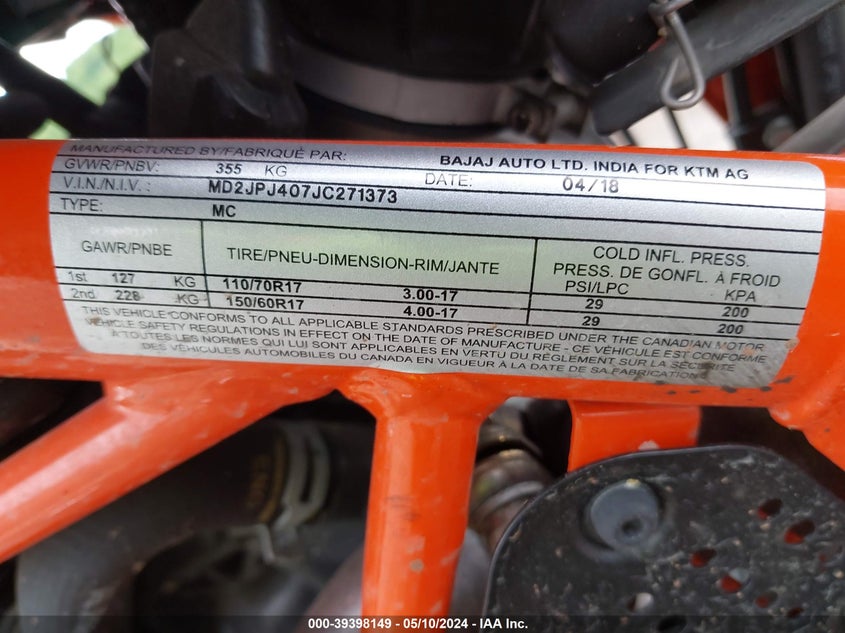 MANUFACTURED BY/FABRIQUÉ PAR: BAJAJ AUTO LTD. INDIA FOR KTM AG
GVWR/PNBV: 355 KG DATE: 04/18
V.I.N./N.I.V. : MD2JPJ407JC271373
TYPE: MC
GAWR/PNBE TIRE/PNEU-DIMENSION-RIM/JANTE COLD INFL. PRESS.
PRESS. DE GONFL. À FROID
PSI/LPC KPA
1st 127 KG 110/70R17 3.00-17 29 200
2nd 228 KG 150/60R17 4.00-17 29 200
THIS VEHICLE CONFORMS TO ALL APPLICABLE STANDARDS PRESCRIBED UNDER THE CANADIAN MOTOR
VEHICLE SAFETY REGULATIONS IN EFFECT ON THE DATE OF MANUFACTURE - CE VÉHICULE EST CONFORME
À TOUTES LES NORMES QUI LUI SONT APPLICABLES EN VERTU DU RÉGLEMENT SUR LA SÉCURITÉ
DES VÉHICULES AUTOMOBILES DU CANADA EN VIGUEUR À LA DATE DE SA FABRICATION
000-39398149 - 05/10/2024 - IAA Inc.